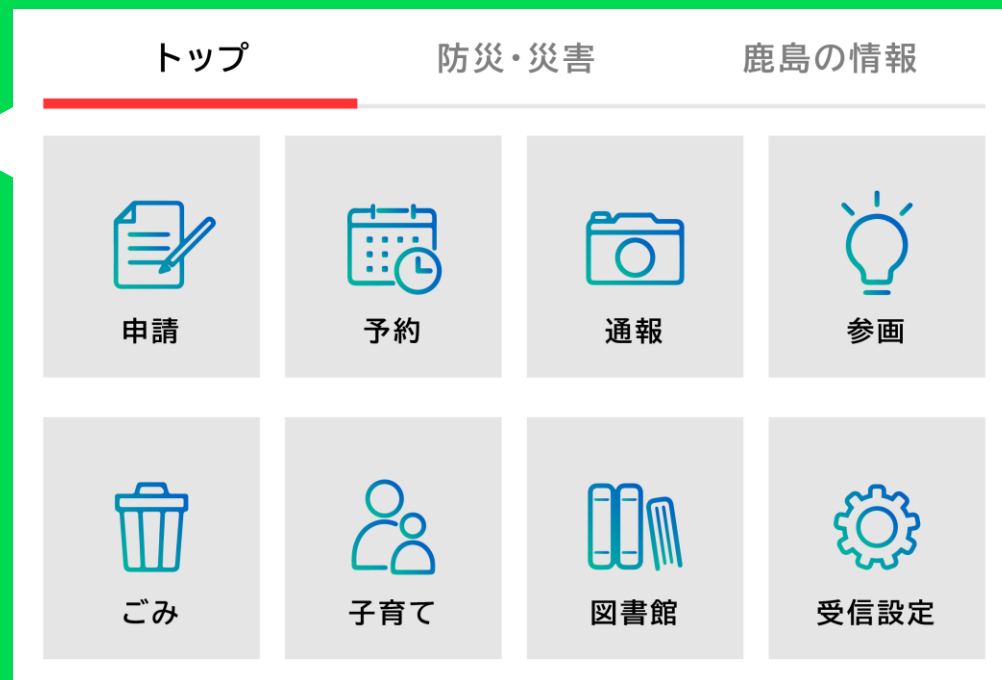 トップ 防災・災害 鹿島の情報
申請 予約 通報 参画
ごみ 子育て 図書館 受信設定